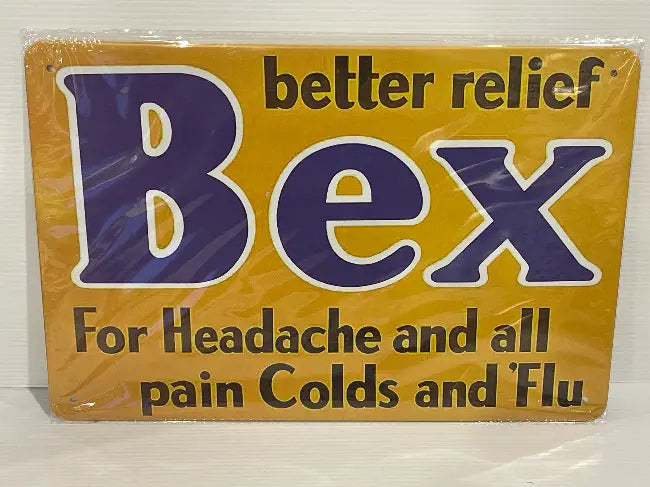 better relief
Bex
For Headache and all
pain Colds and 'Flu